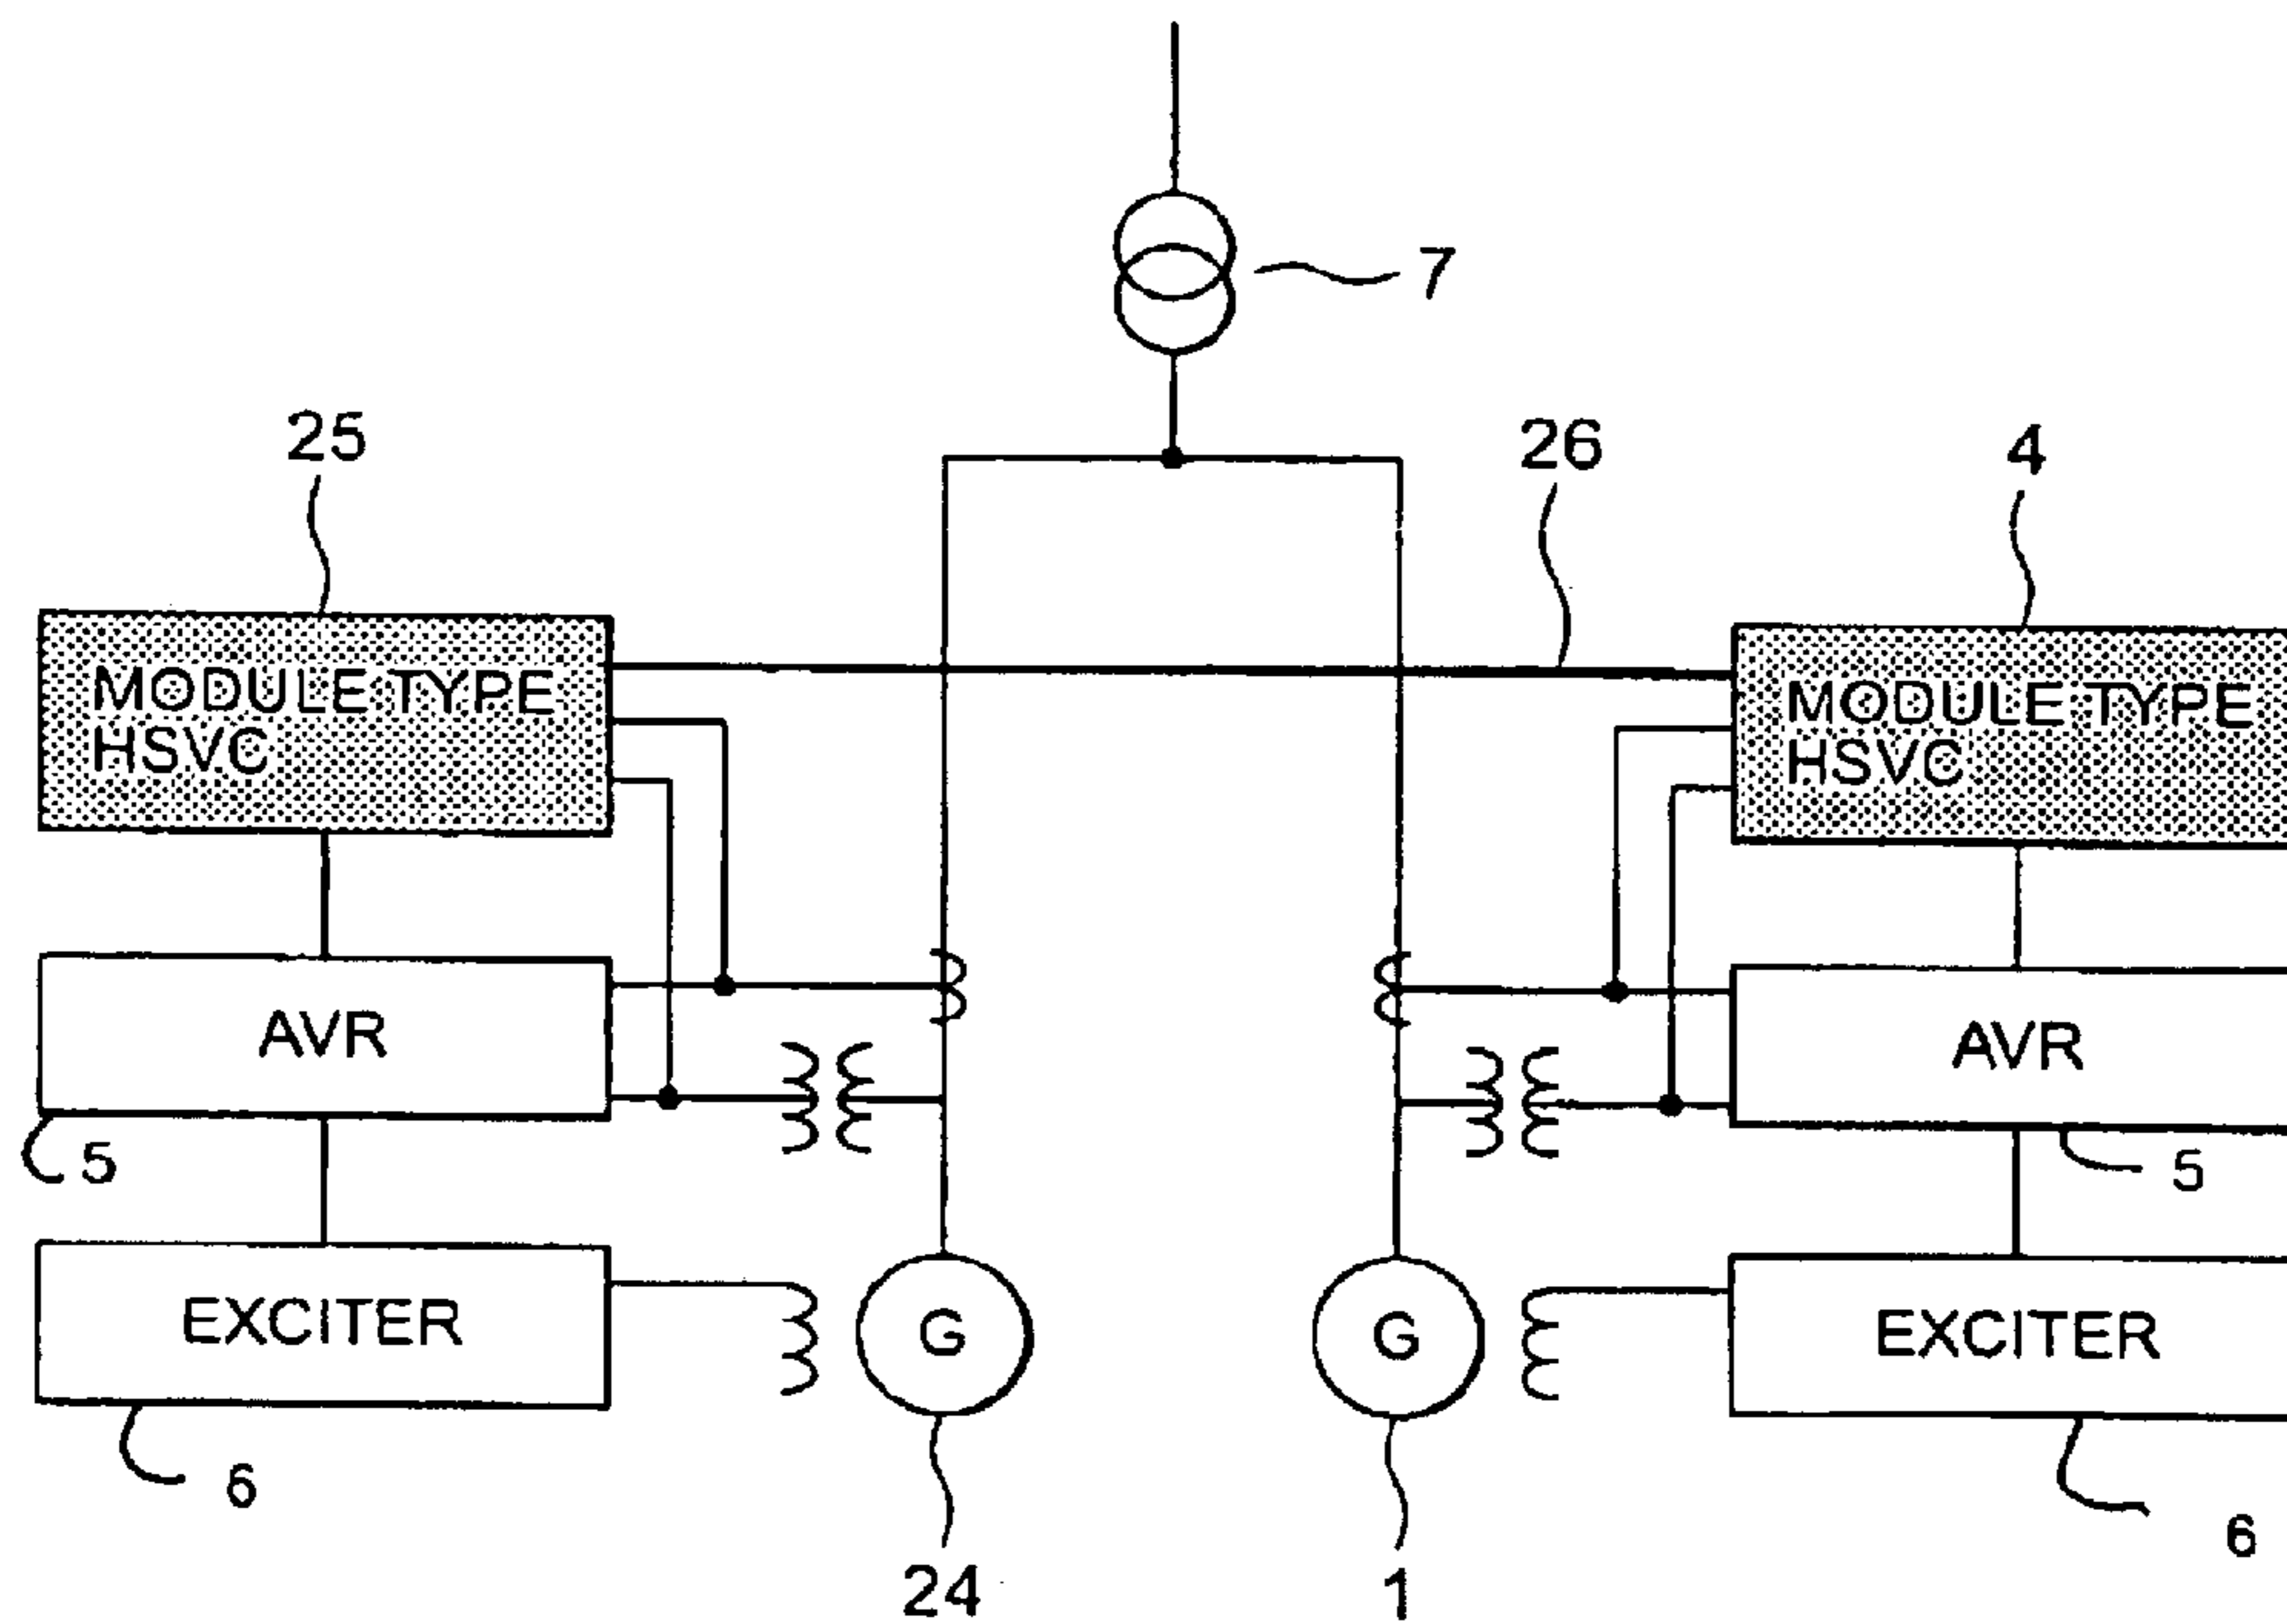 7
25
26
4
MODULE TYPE
HSVC
MODULE TYPE
HSVC
AVR
AVR
5
5
EXCITER
G
G
EXCITER
6
6
24
1